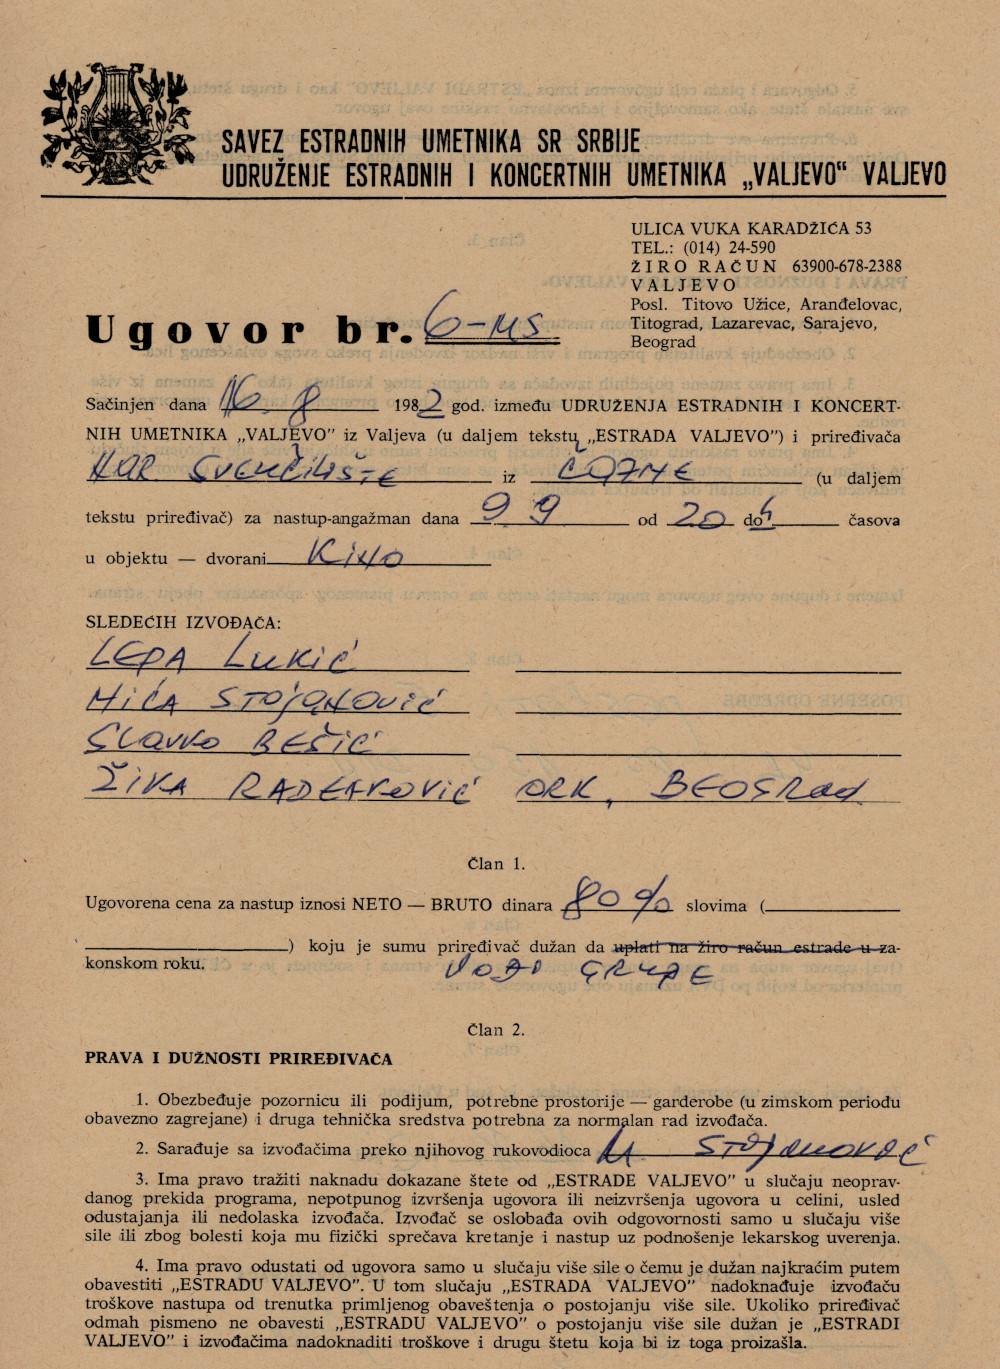 SAVEZ ESTRADNIH UMETNIKA SR SRBIJE
UDRUŽENJE ESTRADNIH I KONCERTNIH UMETNIKA „VALJEVO“ VALJEVO
ULICA VUKA KARADŽIĆA 53
TEL.: (014) 24-590
ŽIRO RAČUN 63900-678-2388
VALJEVO
Posl. Titovo Užice, Aranđelovac,
Titograd, Lazarevac, Sarajevo,
Beograd
Ugovor br. 6-MS
Sačinjen dana 16. 8 1982 god. između UDRUŽENJA ESTRADNIH I KONCERT-
NIH UMETNIKA „VALJEVO” iz Valjeva (u daljem tekstu „ESTRADA VALJEVO”) i priređivača
NAR. SVEUČILIŠTE iz ČAZME (u daljem
tekstu priređivač) za nastup-angažman dana 9 9 od 20 do časova
u objektu — dvorani KINO
SLEDEĆIH IZVOĐAČA:
LEPA LUKIĆ
MIĆA STOJANOVIĆ
SLAVKO BEŠIĆ
ŽIKA RADENKOVIĆ ORK. BEOGRAD
Član 1.
Ugovorena cena za nastup iznosi NETO — BRUTO dinara 80% slovima (
) koju je sumu priređivač dužan da uplati na žiro račun estrade u za-
konskom roku. VOĐI GRUPE
Član 2.
PRAVA I DUŽNOSTI PRIREĐIVAČA
1. Obezbeđuje pozornicu ili podijum, potrebne prostorije — garderobe (u zimskom periođu
obavezno zagrejane) i druga tehnička sredstva potrebna za normalan rad izvođača.
2. Sarađuje sa izvođačima preko njihovog rukovodioca M STOJANOVIĆ
3. Ima pravo tražiti naknadu dokazane štete od „ESTRADE VALJEVO” u slučaju neoprav-
danog prekida programa, nepotpunog izvršenja ugovora ili neizvršenja ugovora u celini, usled
odustajanja ili nedolaska izvođača. Izvođač se oslobađa ovih odgovornosti samo u slučaju više
sile ili zbog bolesti koja mu fizički sprečava kretanje i nastup uz podnošenje lekarskog uverenja.
4. Ima pravo odustati od ugovora samo u slučaju više sile o čemu je dužan najkraćim putem
obavestiti „ESTRADU VALJEVO”. U tom slučaju „ESTRADA VALJEVO” nadoknađuje izvođaču
troškove nastupa od trenutka primljenog obaveštenja o postojanju više sile. Ukoliko priređivač
odmah pismeno ne obavesti „ESTRADU VALJEVO” o postojanju više sile dužan je „ESTRADI
VALJEVO” i izvođačima nadoknaditi troškove i drugu štetu koja bi iz toga proizašla.